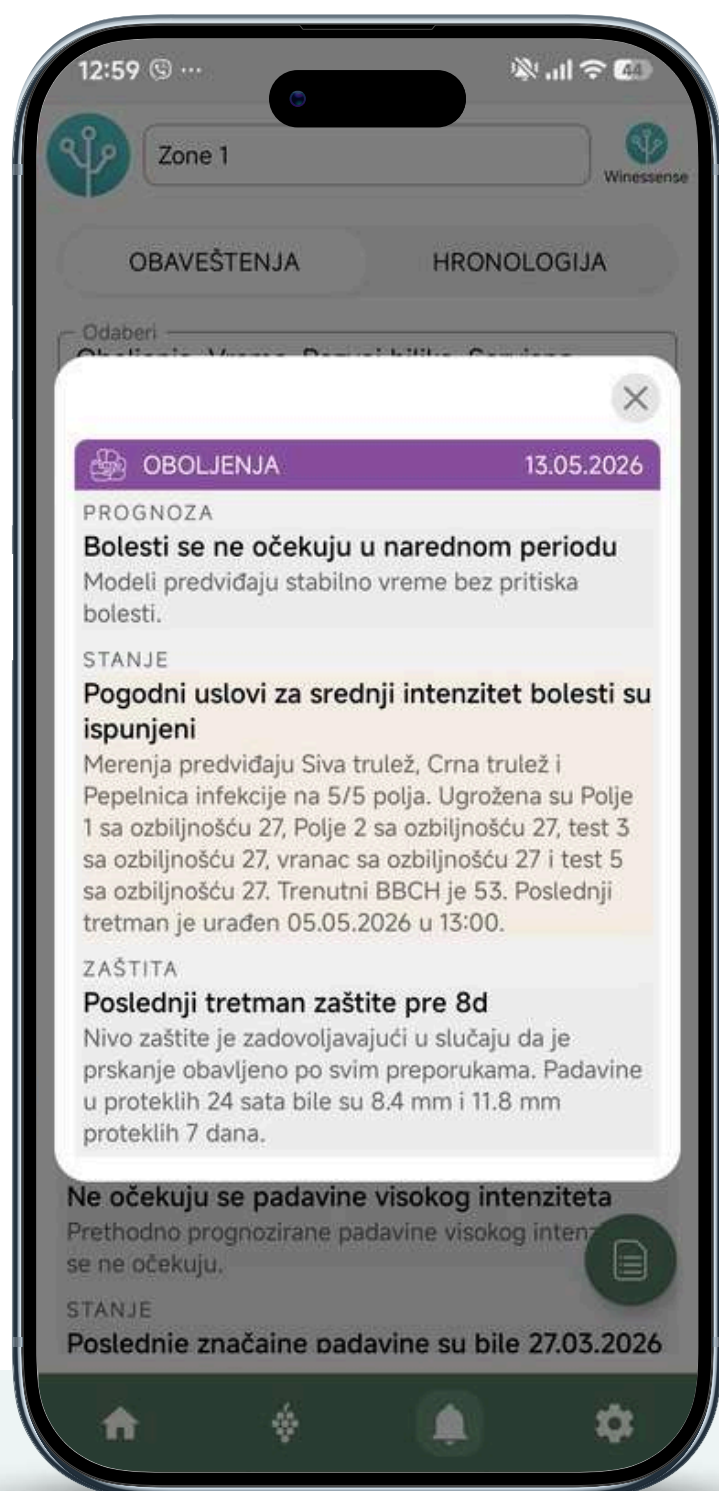 12:59
44
Zone 1
Winessense
OBAVEŠTENJA
HRONOLOGIJA
Odaberi
OBOLJENJA
13.05.2026
PROGNOZA
Bolesti se ne očekuju u narednom periodu
Modeli predviđaju stabilno vreme bez pritiska
bolesti.
STANJE
Pogodni uslovi za srednji intenzitet bolesti su
ispunjeni
Merenja predviđaju Siva trulež, Crna trulež i
Pepelnica infekcije na 5/5 polja. Ugrožena su Polje
1 sa ozbiljnošću 27, Polje 2 sa ozbiljnošću 27, test 3
sa ozbiljnošću 27, vranac sa ozbiljnošću 27 i test 5
sa ozbiljnošću 27. Trenutni BBCH je 53. Poslednji
tretman je urađen 05.05.2026 u 13:00.
ZAŠTITA
Poslednji tretman zaštite pre 8d
Nivo zaštite je zadovoljavajući u slučaju da je
prskanje obavljeno po svim preporukama. Padavine
u proteklih 24 sata bile su 8.4 mm i 11.8 mm
proteklih 7 dana.
Ne očekuju se padavine visokog intenziteta
Prethodno prognozirane padavine visokog inten
se ne očekuju.
STANJE
Poslednje značajne padavine su bile 27.03.2026